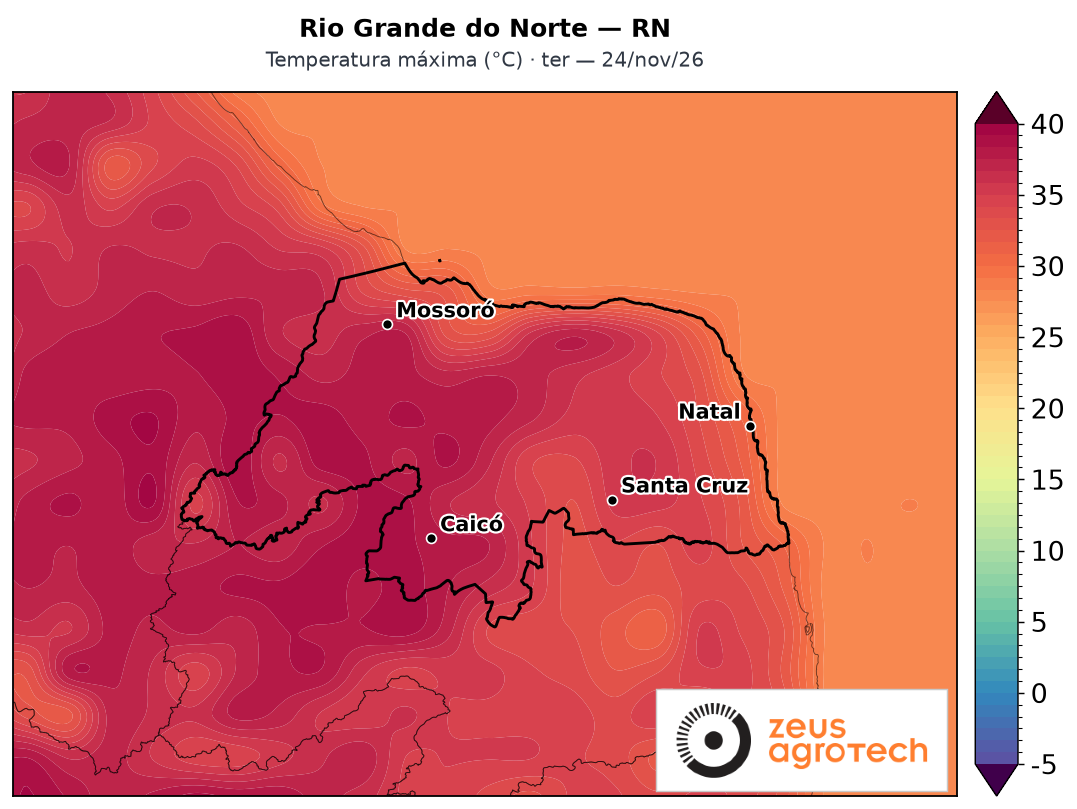 Rio Grande do Norte — RN
Temperatura máxima (°C) · ter — 24/nov/26
Mossoró
Natal
Santa Cruz
Caicó
40
35
30
25
20
15
10
5
0
-5
zeus
agrotech